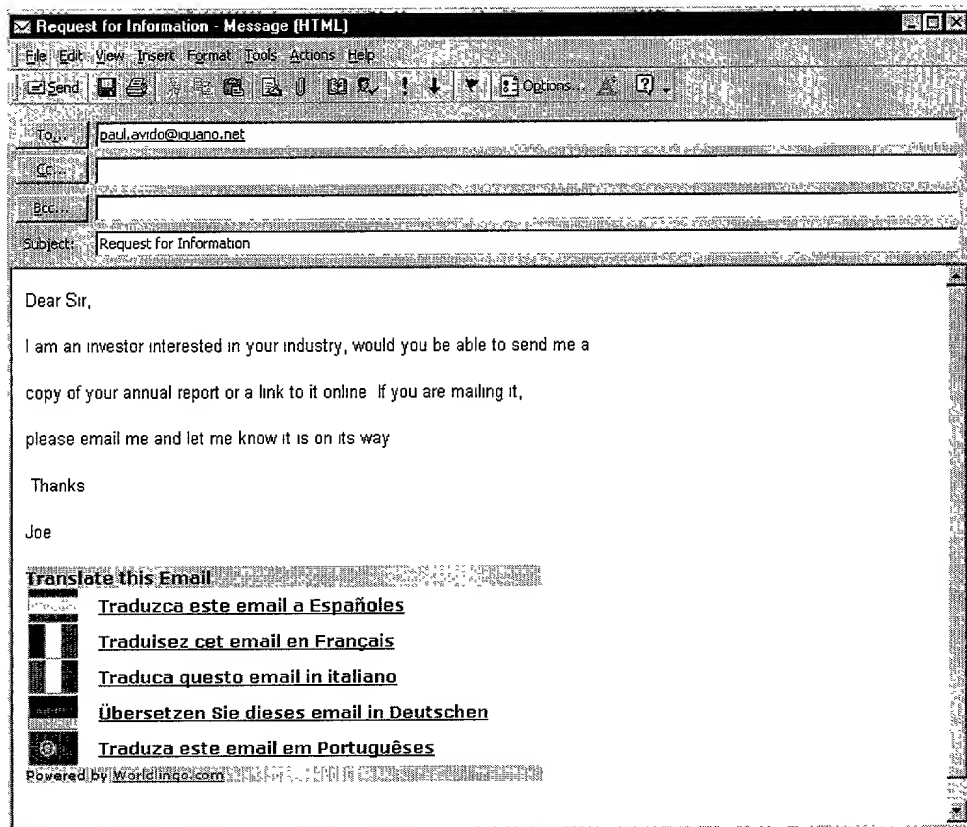 Request for Information - Message (HTML)
File Edit View Insert Format Tools Actions Help
Send Options...
To... paul.avido@iguano.net
Cc...
Bcc...
Subject: Request for Information
Dear Sir,
I am an investor interested in your industry, would you be able to send me a
copy of your annual report or a link to it online If you are mailing it,
please email me and let me know it is on its way
Thanks
Joe
Translate this Email
Traduzca este email a Españoles
Traduisez cet email en Français
Traduca questo email in italiano
Übersetzen Sie dieses email in Deutschen
Traduza este email em Portuguêses
Powered by Worldlingo.com